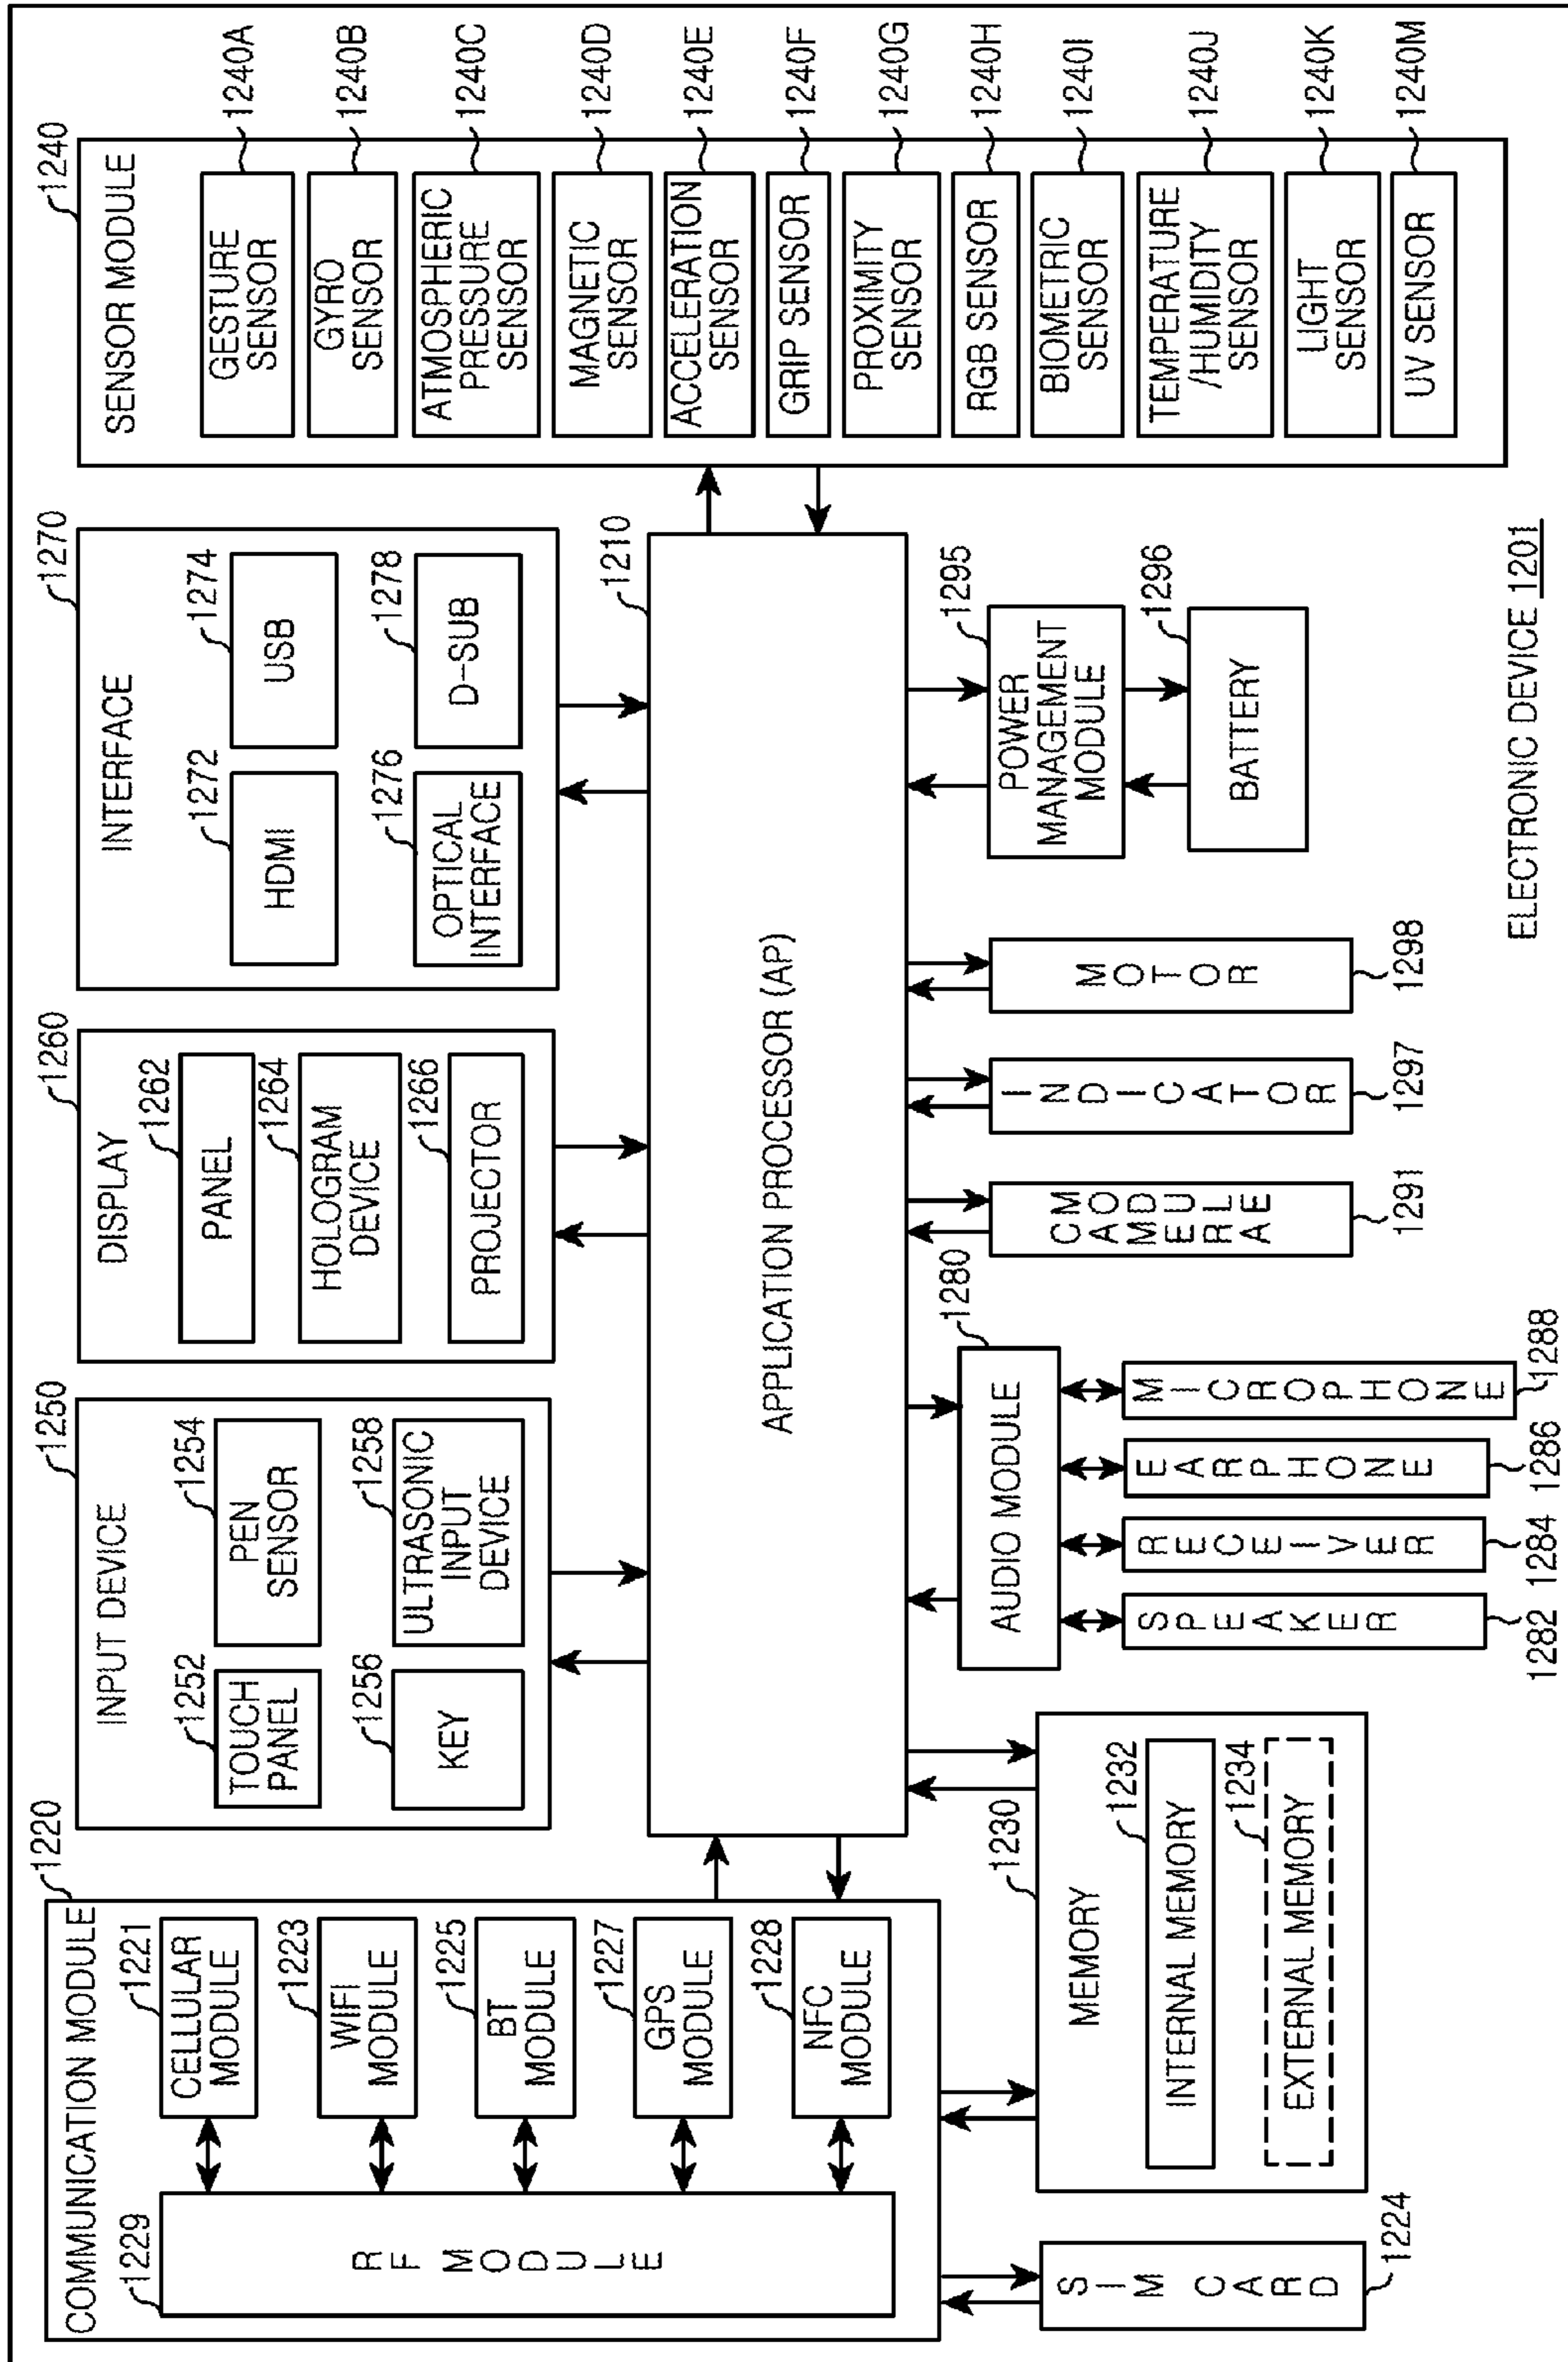 COMMUNICATION MODULE
1220
1229
RF MODULE
1221
CELLULAR
MODULE
1223
WIFI
MODULE
1225
BT
MODULE
1227
GPS
MODULE
1228
NFC
MODULE
1250
INPUT DEVICE
1252
TOUCH
PANEL
1254
PEN
SENSOR
1256
KEY
1258
ULTRASONIC
INPUT
DEVICE
1260
DISPLAY
1262
PANEL
1264
HOLOGRAM
DEVICE
1266
PROJECTOR
1270
INTERFACE
1272
HDMI
1274
USB
1276
OPTICAL
INTERFACE
1278
D-SUB
1240
SENSOR MODULE
GESTURE
SENSOR
1240A
GYRO
SENSOR
1240B
ATMOSPHERIC
PRESSURE
SENSOR
1240C
MAGNETIC
SENSOR
1240D
ACCELERATION
SENSOR
1240E
GRIP SENSOR
1240F
PROXIMITY
SENSOR
1240G
RGB SENSOR
1240H
BIOMETRIC
SENSOR
1240I
TEMPERATURE
/HUMIDITY
SENSOR
1240J
LIGHT
SENSOR
1240K
UV SENSOR
1240M
1210
APPLICATION PROCESSOR (AP)
SIM CARD
1224
1230
MEMORY
1232
INTERNAL MEMORY
1234
EXTERNAL MEMORY
1280
AUDIO MODULE
SPEAKER
1282
RECEIVER
1284
EARPHONE
1286
MICROPHONE
1288
CAMERA
MODULE
1291
INDICATOR
1297
MOTOR
1298
1295
POWER
MANAGEMENT
MODULE
1296
BATTERY
ELECTRONIC DEVICE 1201